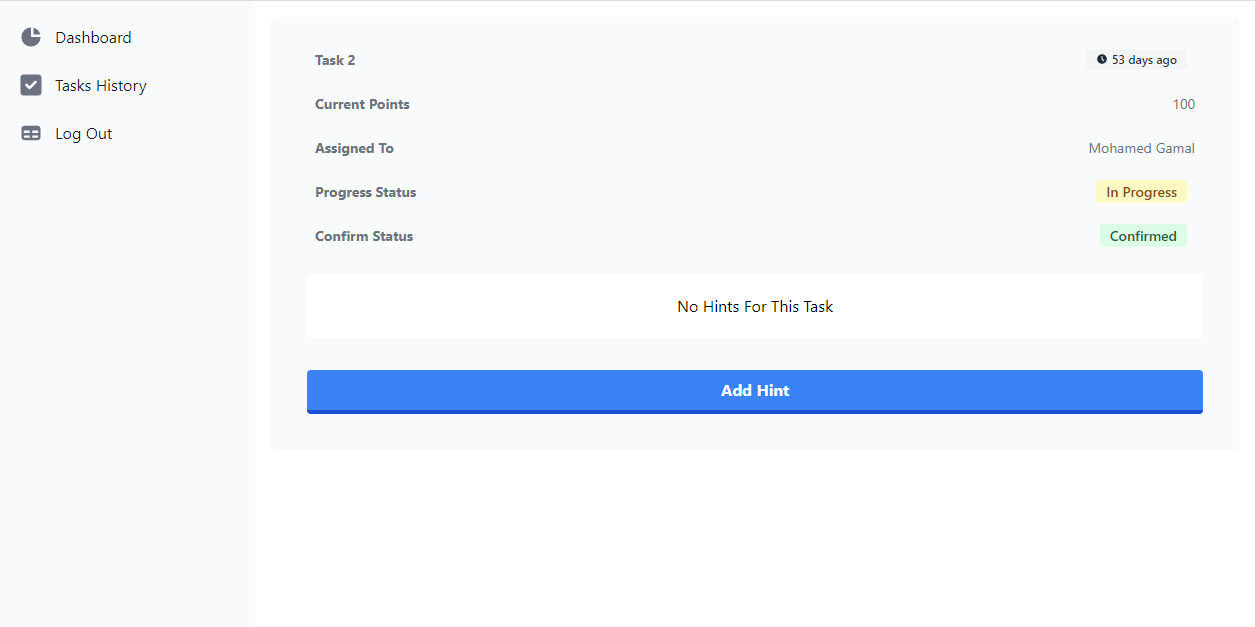 Dashboard
Tasks History
Log Out
Task 2
53 days ago
Current Points
100
Assigned To
Mohamed Gamal
Progress Status
In Progress
Confirm Status
Confirmed
No Hints For This Task
Add Hint